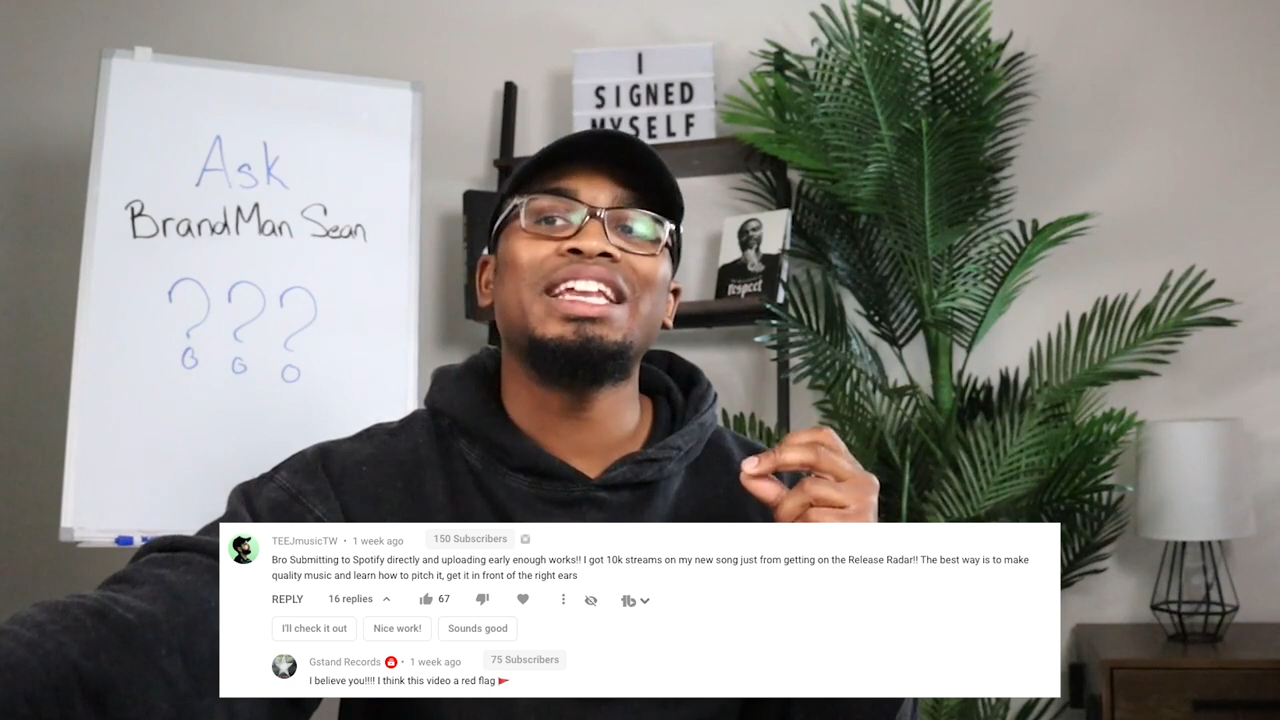 I
SIGNED
MYSELF
Ask
BrandMan Sean
???
respect
TEEJmusicTW • 1 week ago 150 Subscribers
Bro Submitting to Spotify directly and uploading early enough works!! I got 10k streams on my new song just from getting on the Release Radar!! The best way is to make
quality music and learn how to pitch it, get it in front of the right ears
REPLY 16 replies 67
I'll check it out Nice work! Sounds good
Gstand Records • 1 week ago 75 Subscribers
I believe you!!!! I think this video a red flag 🚩